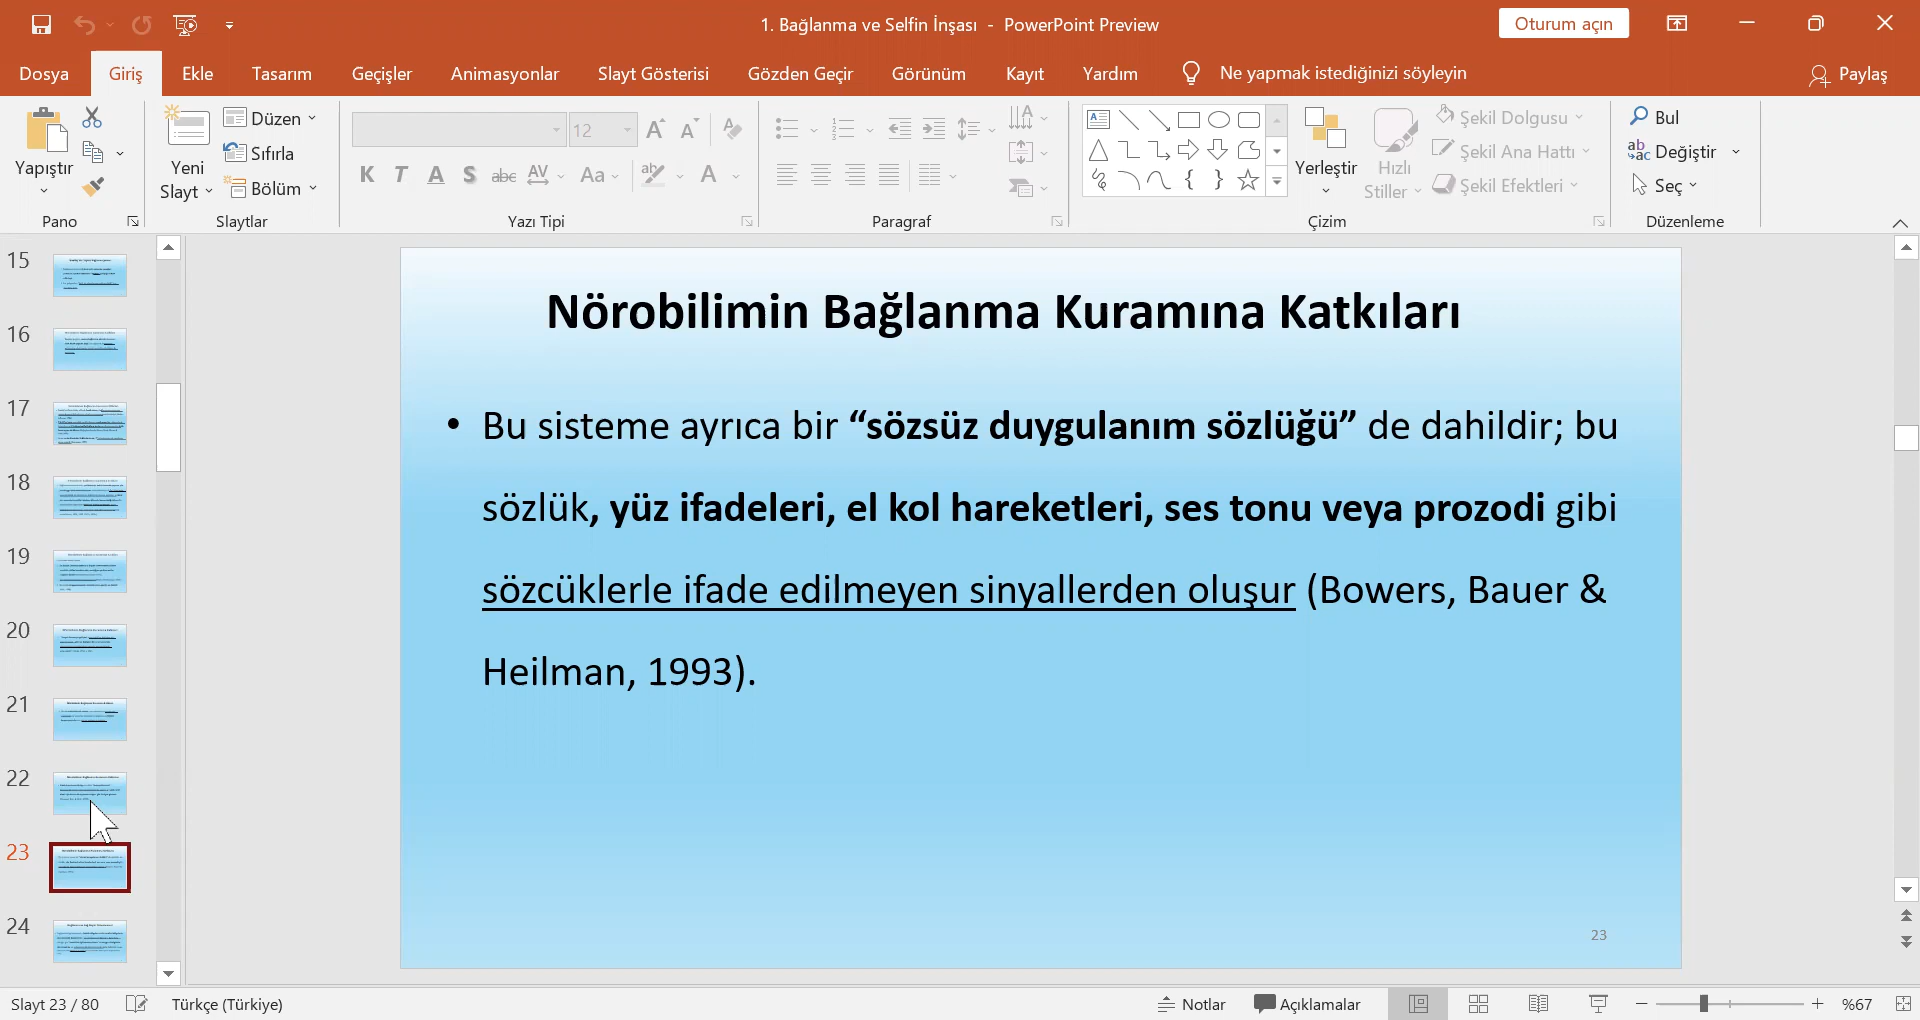 1. Bağlanma ve Selfin İnşası - PowerPoint Preview
Oturum açın
Dosya Giriş Ekle Tasarım Geçişler Animasyonlar Slayt Gösterisi Gözden Geçir Görünüm Kayıt Yardım Ne yapmak istediğinizi söyleyin Paylaş
Yapıştır
Pano
Yeni
Slayt
Düzen
Sıfırla
Bölüm
Slaytlar
12
K T A S abc AV Aa A
Yazı Tipi
Paragraf
Yerleştir
Hızlı
Stiller
Şekil Dolgusu
Şekil Ana Hattı
Şekil Efektleri
Çizim
Bul
Değiştir
Seç
Düzenleme
15
16
17
18
19
20
21
22
23
24
Nörobilimin Bağlanma Kuramına Katkıları
• Bu sisteme ayrıca bir “sözsüz duygulanım sözlüğü” de dahildir; bu
sözlük, yüz ifadeleri, el kol hareketleri, ses tonu veya prozodi gibi
sözcüklerle ifade edilmeyen sinyallerden oluşur (Bowers, Bauer &
Heilman, 1993).
23
Slayt 23 / 80 Türkçe (Türkiye) Notlar Açıklamalar %67